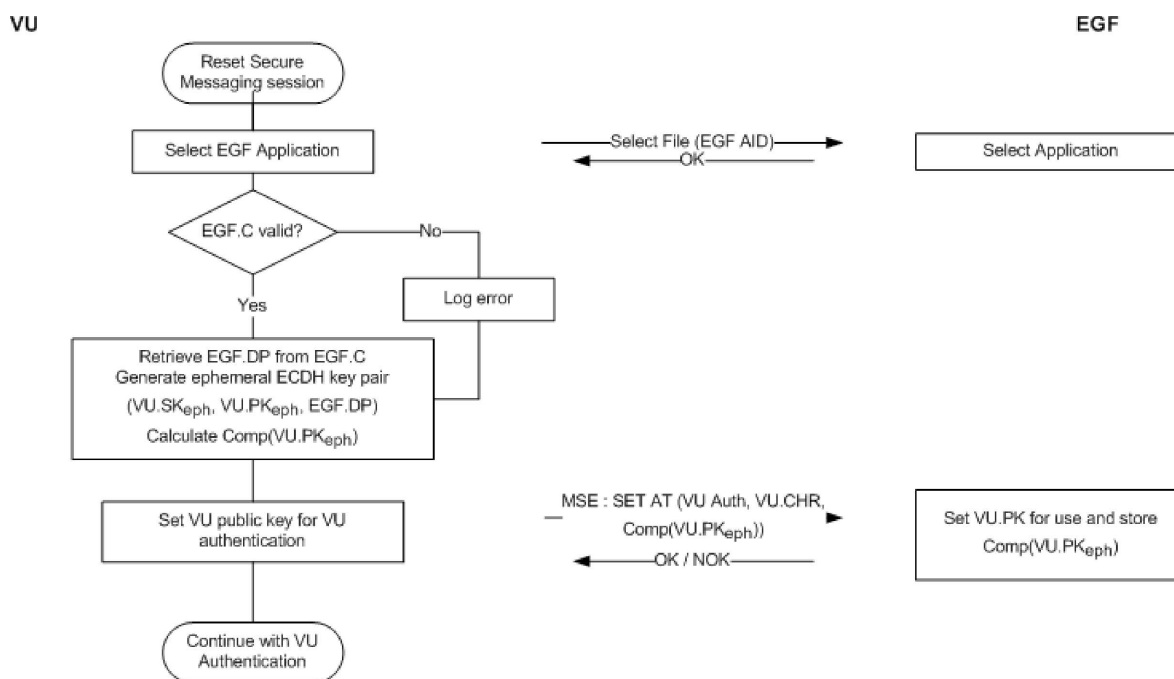 VU
EGF
Reset Secure
Messaging session
Select EGF Application
Select File (EGF AID)
OK
Select Application
EGF.C valid?
No
Log error
Yes
Retrieve EGF.DP from EGF.C
Generate ephemeral ECDH key pair
(VU.SKeph, VU.PKeph, EGF.DP)
Calculate Comp(VU.PKeph)
Set VU public key for VU
authentication
MSE : SET AT (VU Auth, VU.CHR,
Comp(VU.PKeph))
OK / NOK
Set VU.PK for use and store
Comp(VU.PKeph)
Continue with VU
Authentication